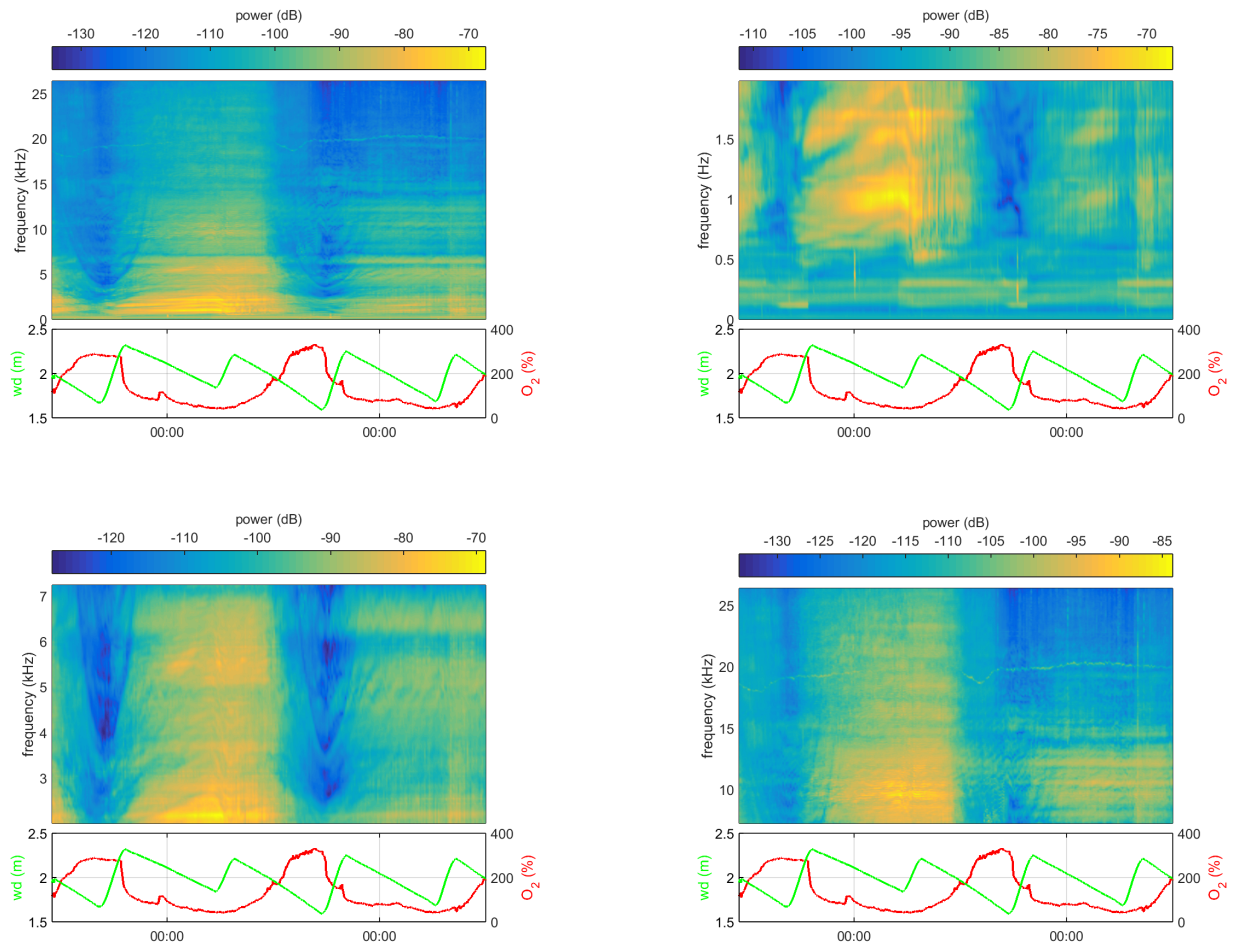 power (dB)
-130 -120 -110 -100 -90 -80 -70
frequency (kHz)
25
20
15
10
5
0
wd (m)
2.5
2
1.5
O2 (%)
400
200
0
00:00 00:00
power (dB)
-110 -105 -100 -95 -90 -85 -80 -75 -70
frequency (Hz)
1.5
1
0.5
0
wd (m)
2.5
2
1.5
O2 (%)
400
200
0
00:00 00:00
power (dB)
-120 -110 -100 -90 -80 -70
frequency (kHz)
7
6
5
4
3
wd (m)
2.5
2
1.5
O2 (%)
400
200
0
00:00 00:00
power (dB)
-130 -125 -120 -115 -110 -105 -100 -95 -90 -85
frequency (kHz)
25
20
15
10
wd (m)
2.5
2
1.5
O2 (%)
400
200
0
00:00 00:00